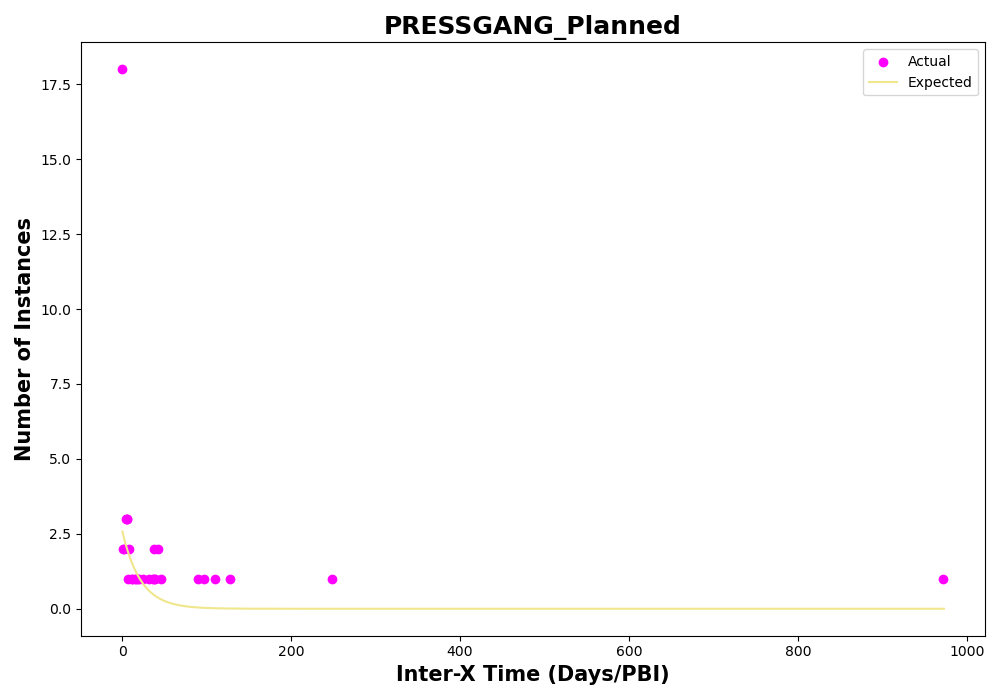 PRESSGANG_Planned
Actual
Expected
17.5
15.0
12.5
10.0
7.5
5.0
2.5
0.0
Number of Instances
0
200
400
600
800
1000
Inter-X Time (Days/PBI)